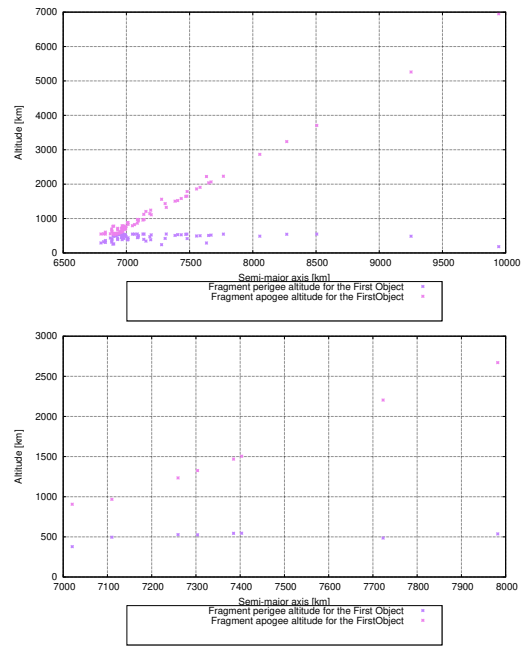 7000
6000
5000
4000
3000
2000
1000
0
Altitude [km]
6500 7000 7500 8000 8500 9000 9500 10000
Semi-major axis [km]
Fragment perigee altitude for the First Object
Fragment apogee altitude for the FirstObject
3000
2500
2000
1500
1000
500
0
Altitude [km]
7000 7100 7200 7300 7400 7500 7600 7700 7800 7900 8000
Semi-major axis [km]
Fragment perigee altitude for the First Object
Fragment apogee altitude for the FirstObject